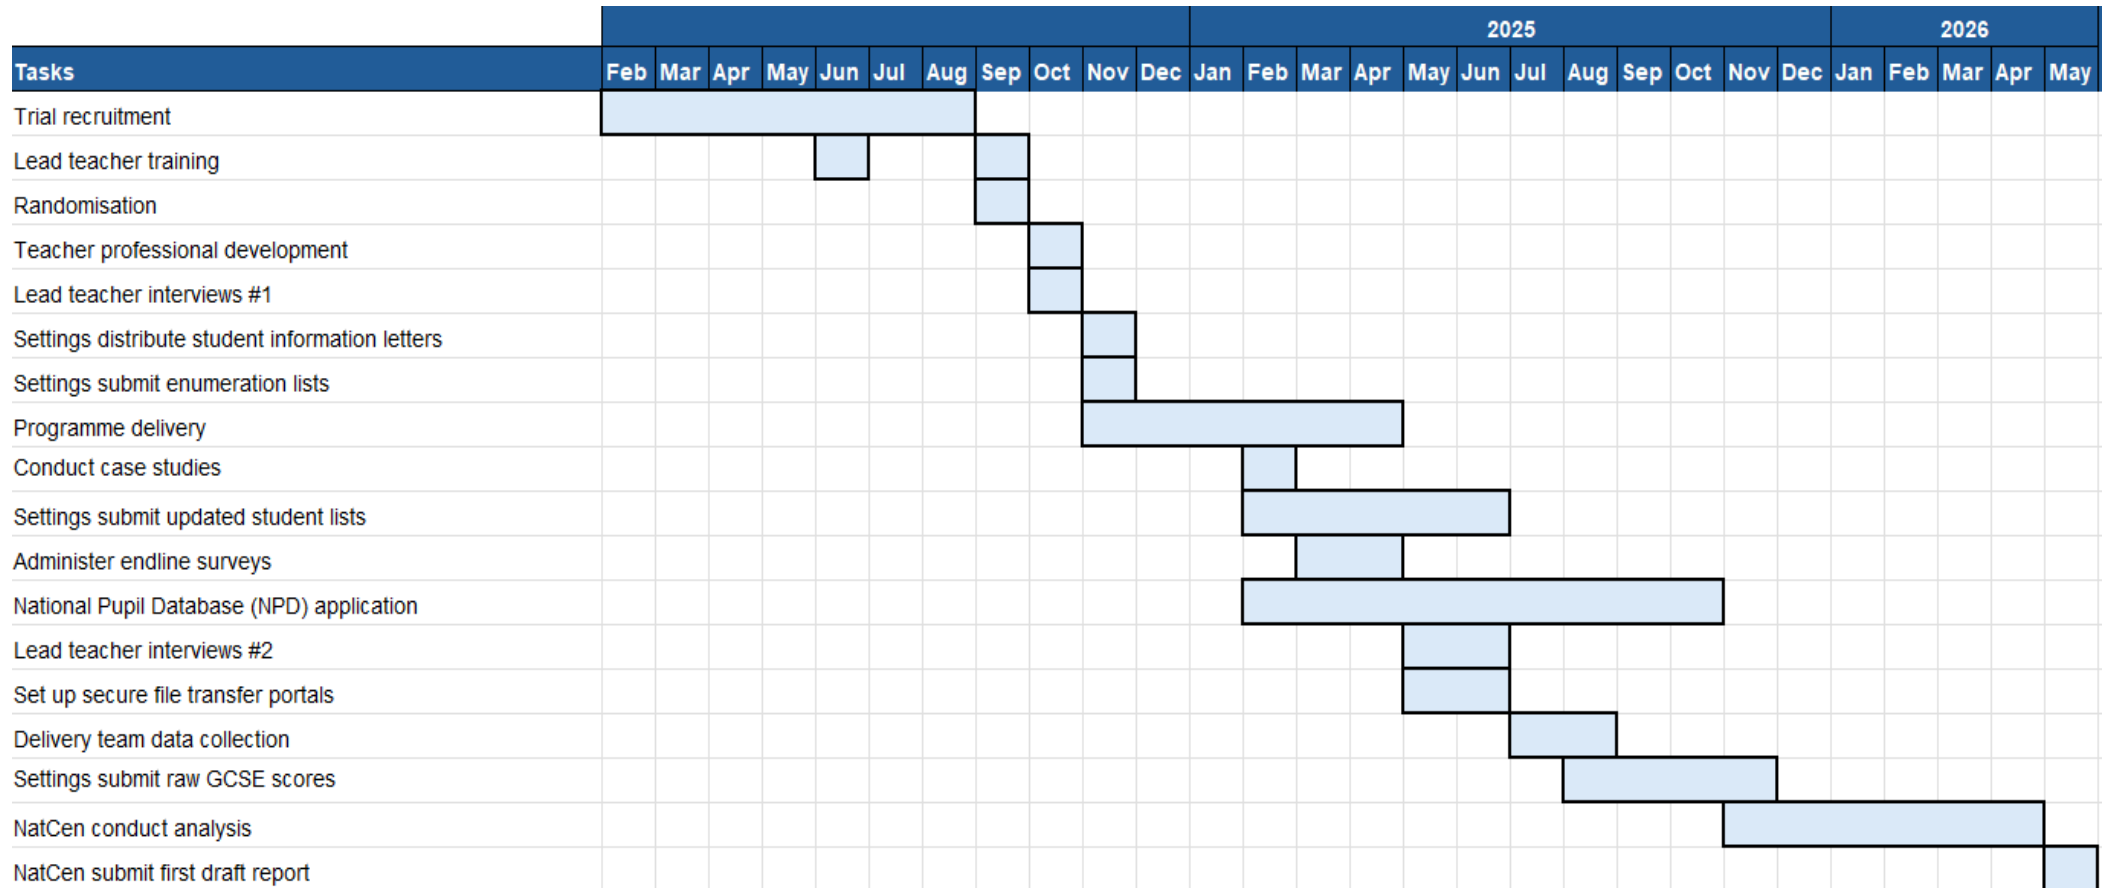 2025 2026
Tasks Feb Mar Apr May Jun Jul Aug Sep Oct Nov Dec Jan Feb Mar Apr May Jun Jul Aug Sep Oct Nov Dec Jan Feb Mar Apr May
Trial recruitment
Lead teacher training
Randomisation
Teacher professional development
Lead teacher interviews #1
Settings distribute student information letters
Settings submit enumeration lists
Programme delivery
Conduct case studies
Settings submit updated student lists
Administer endline surveys
National Pupil Database (NPD) application
Lead teacher interviews #2
Set up secure file transfer portals
Delivery team data collection
Settings submit raw GCSE scores
NatCen conduct analysis
NatCen submit first draft report